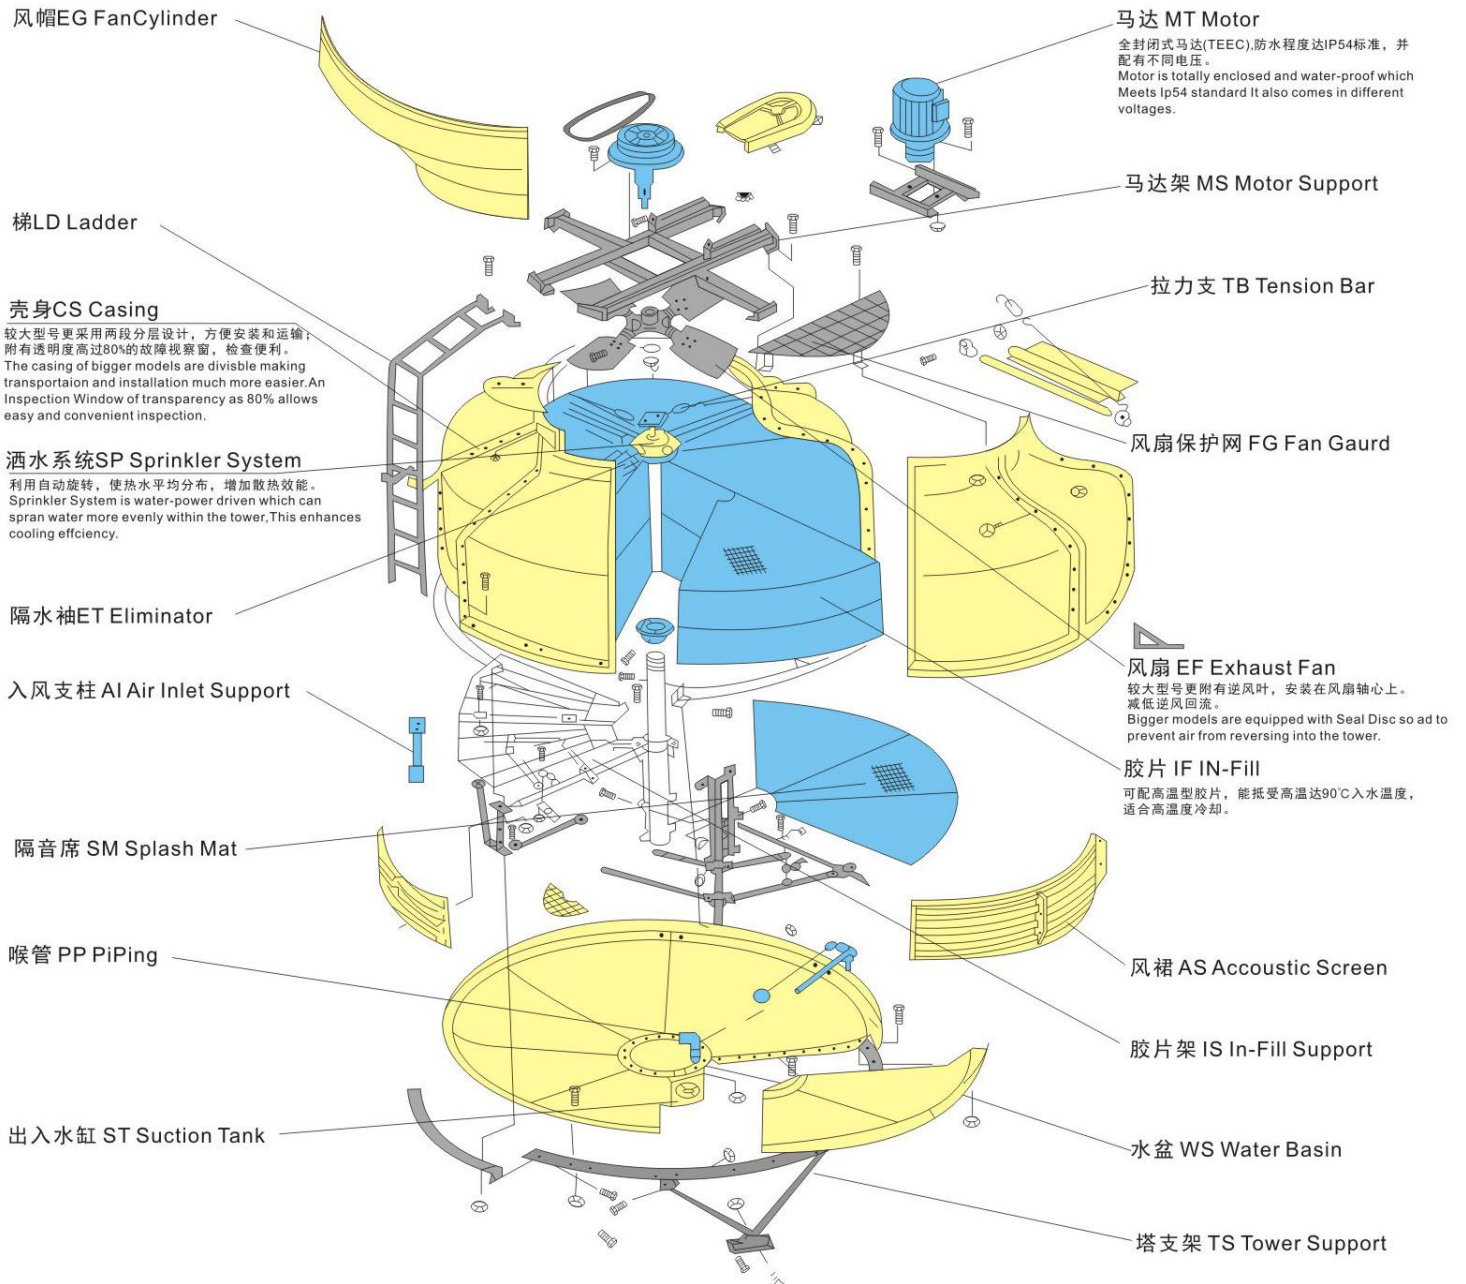 风帽EG FanCylinder
梯LD Ladder
壳身CS Casing
较大型号更采用两段分层设计，方便安装和运输；
附有透明度高过80%的故障视察窗，检查便利。
The casing of bigger models are divisble making
transportaion and installation much more easier.An
Inspection Window of transparency as 80% allows
easy and convenient inspection.
洒水系统SP Sprinkler System
利用自动旋转，使热水平均分布，增加散热效能。
Sprinkler System is water-power driven which can
spran water more evenly within the tower,This enhances
cooling effciency.
隔水袖ET Eliminator
入风支柱 AI Air Inlet Support
隔音席 SM Splash Mat
喉管 PP PiPing
出入水缸 ST Suction Tank
马达 MT Motor
全封闭式马达(TEEC),防水程度达IP54标准，并
配有不同电压。
Motor is totally enclosed and water-proof which
Meets Ip54 standard It also comes in different
voltages.
马达架 MS Motor Support
拉力支 TB Tension Bar
风扇保护网 FG Fan Gaurd
风扇 EF Exhaust Fan
较大型号更附有逆风叶，安装在风扇轴心上。
减低逆风回流。
Bigger models are equipped with Seal Disc so ad to
prevent air from reversing into the tower.
胶片 IF IN-Fill
可配高温型胶片，能抵受高温达90℃入水温度，
适合高温度冷却。
风裙 AS Accoustic Screen
胶片架 IS In-Fill Support
水盆 WS Water Basin
塔支架 TS Tower Support